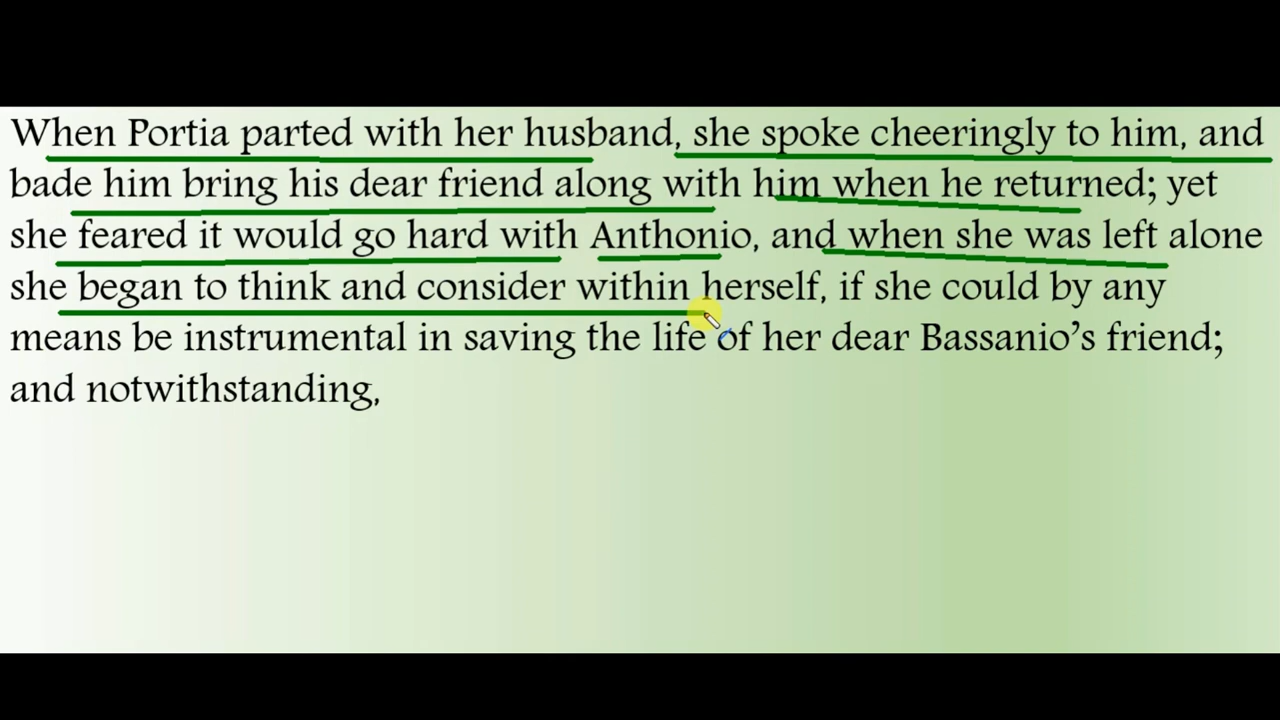 When Portia parted with her husband, she spoke cheeringly to him, and
bade him bring his dear friend along with him when he returned; yet
she feared it would go hard with Anthonio, and when she was left alone
she began to think and consider within herself, if she could by any
means be instrumental in saving the life of her dear Bassanio’s friend;
and notwithstanding,